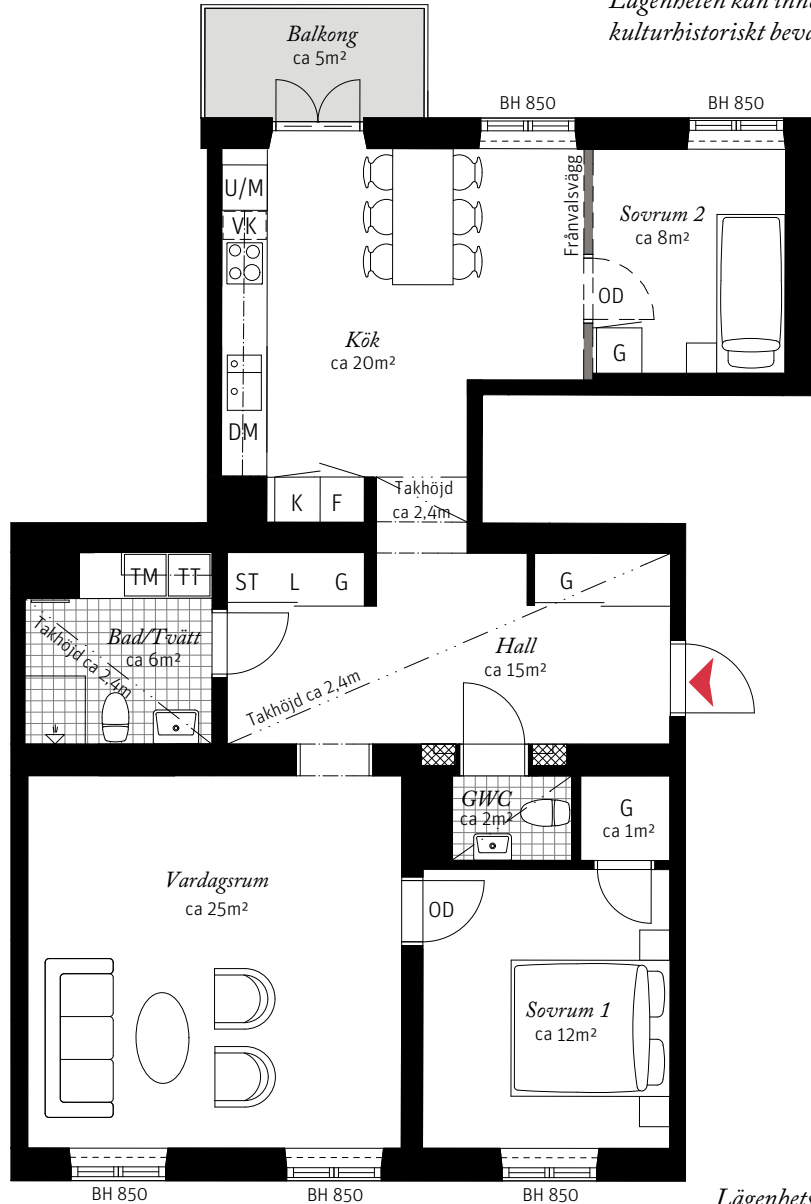 Lägenheten kan inn
kulturhistoriskt beva
Balkong
ca 5m²
BH 850
BH 850
U/M
VK
Frånvalsvägg
Sovrum 2
ca 8m²
OD
G
Kök
ca 20m²
DM
K
F
Takhöjd
ca 2,4m
TM
TT
ST
L
G
G
Bad/Tvätt
ca 6m²
Takhöjd ca 2,4m
Hall
ca 15m²
Takhöjd ca 2,4m
GWC
ca 2m²
G
ca 1m²
Vardagsrum
ca 25m²
OD
Sovrum 1
ca 12m²
BH 850
BH 850
BH 850